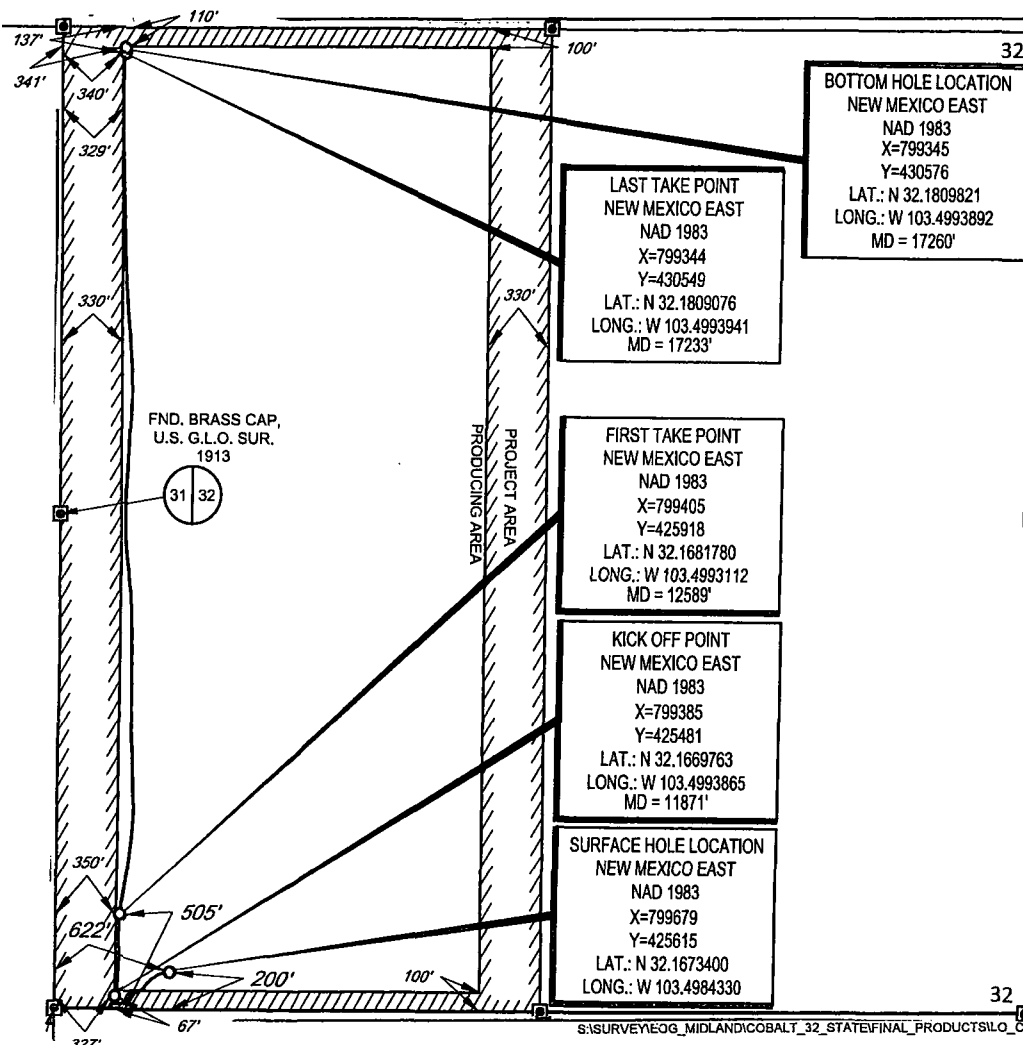 110'
137'
100'
32
341'
340'
329'
BOTTOM HOLE LOCATION
NEW MEXICO EAST
NAD 1983
X=799345
Y=430576
LAT.: N 32.1809821
LONG.: W 103.4993892
MD = 17260'
LAST TAKE POINT
NEW MEXICO EAST
NAD 1983
X=799344
Y=430549
LAT.: N 32.1809076
LONG.: W 103.4993941
MD = 17233'
330'
330'
FND. BRASS CAP,
U.S. G.L.O. SUR.
1913
31 32
PRODUCING AREA
PROJECT AREA
FIRST TAKE POINT
NEW MEXICO EAST
NAD 1983
X=799405
Y=425918
LAT.: N 32.1681780
LONG.: W 103.4993112
MD = 12589'
KICK OFF POINT
NEW MEXICO EAST
NAD 1983
X=799385
Y=425481
LAT.: N 32.1669763
LONG.: W 103.4993865
MD = 11871'
SURFACE HOLE LOCATION
NEW MEXICO EAST
NAD 1983
X=799679
Y=425615
LAT.: N 32.1673400
LONG.: W 103.4984330
350'
505'
622'
200'
100'
67'
327'
32
S:\SURVEY\EOG_MIDLAND\COBALT_32_STATE\FINAL_PRODUCTS\LO_C